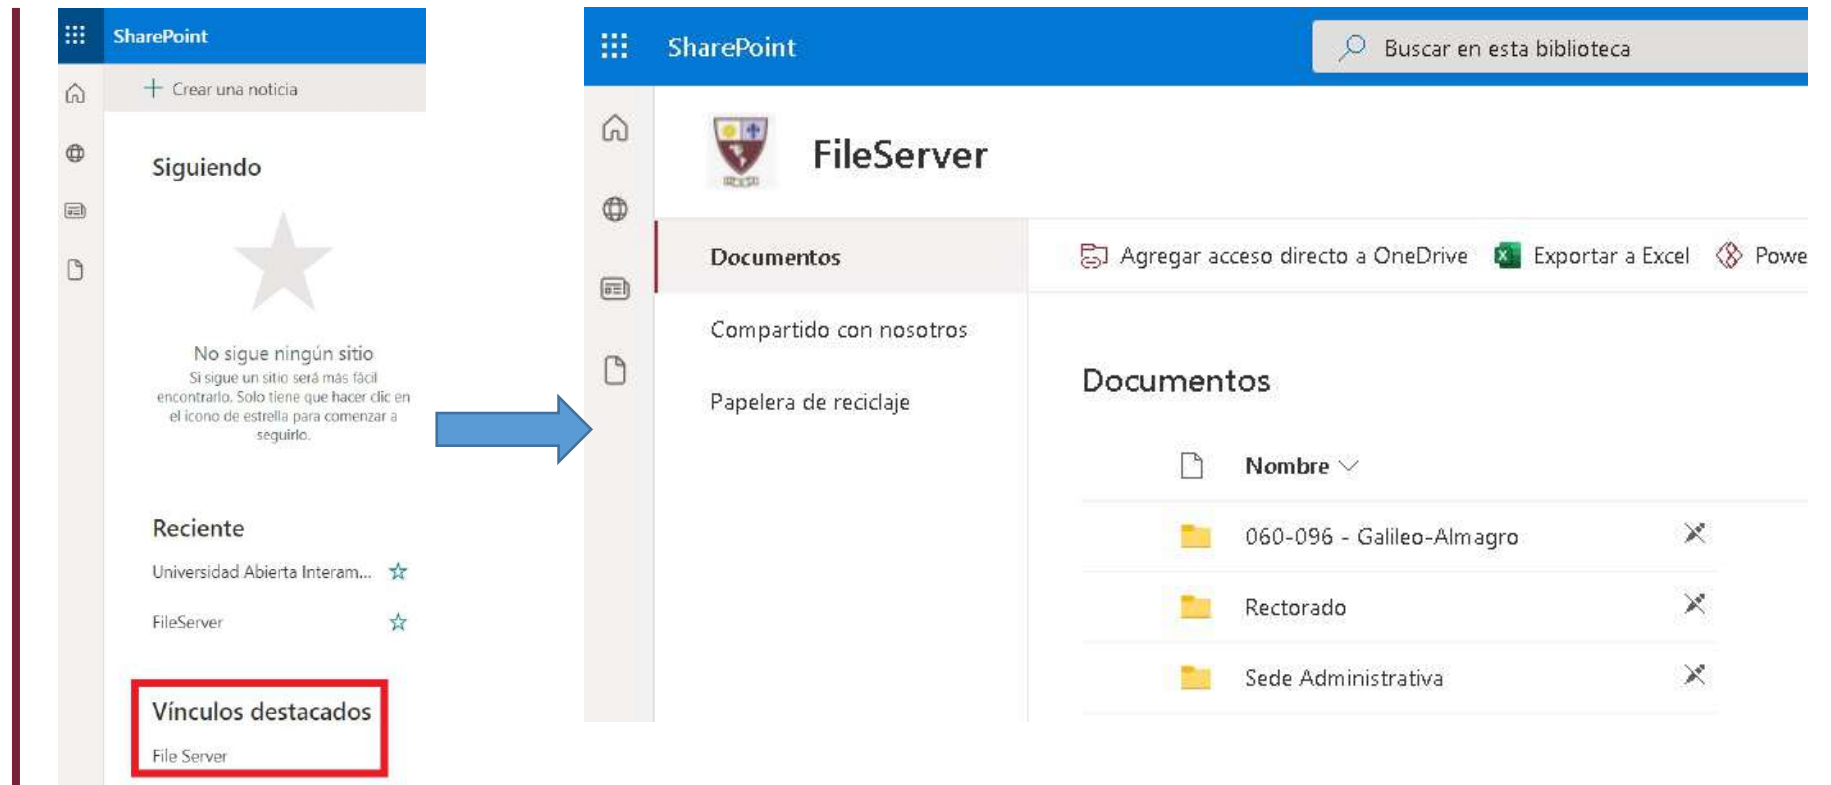 SharePoint
Crear una noticia
Siguiendo
No sigue ningún sitio
Si sigue un sitio será más fácil
encontrarlo. Solo tiene que hacer clic en
el icono de estrella para comenzar a
seguirlo.
Reciente
Universidad Abierta Interam...
FileServer
Vínculos destacados
File Server
SharePoint
Buscar en esta biblioteca
FileServer
Documentos
Compartido con nosotros
Papelera de reciclaje
Agregar acceso directo a OneDrive Exportar a Excel Powe
Documentos
Nombre
060-096 - Galileo-Almagro
Rectorado
Sede Administrativa